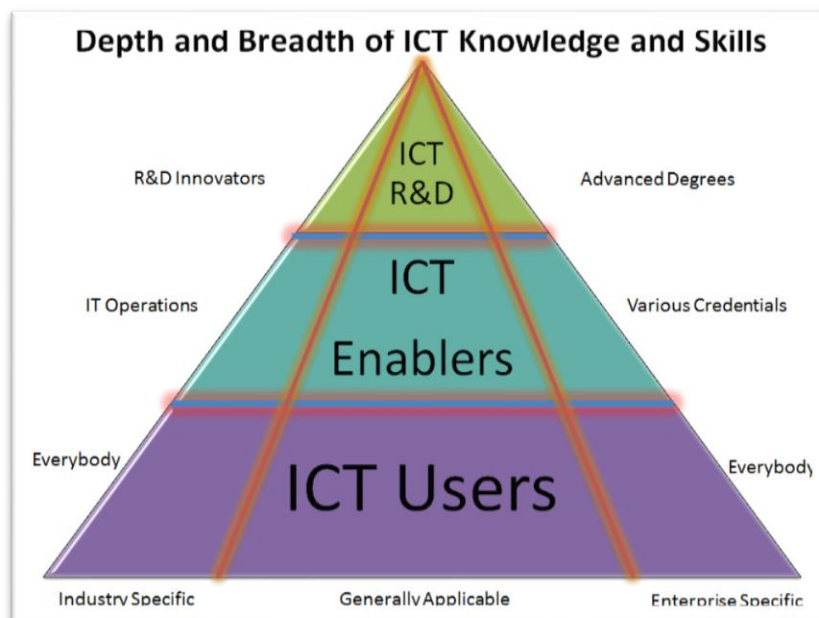 Depth and Breadth of ICT Knowledge and Skills
ICT
R&D
R&D Innovators
Advanced Degrees
ICT
Enablers
IT Operations
Various Credentials
Everybody
ICT Users
Everybody
Industry Specific
Generally Applicable
Enterprise Specific